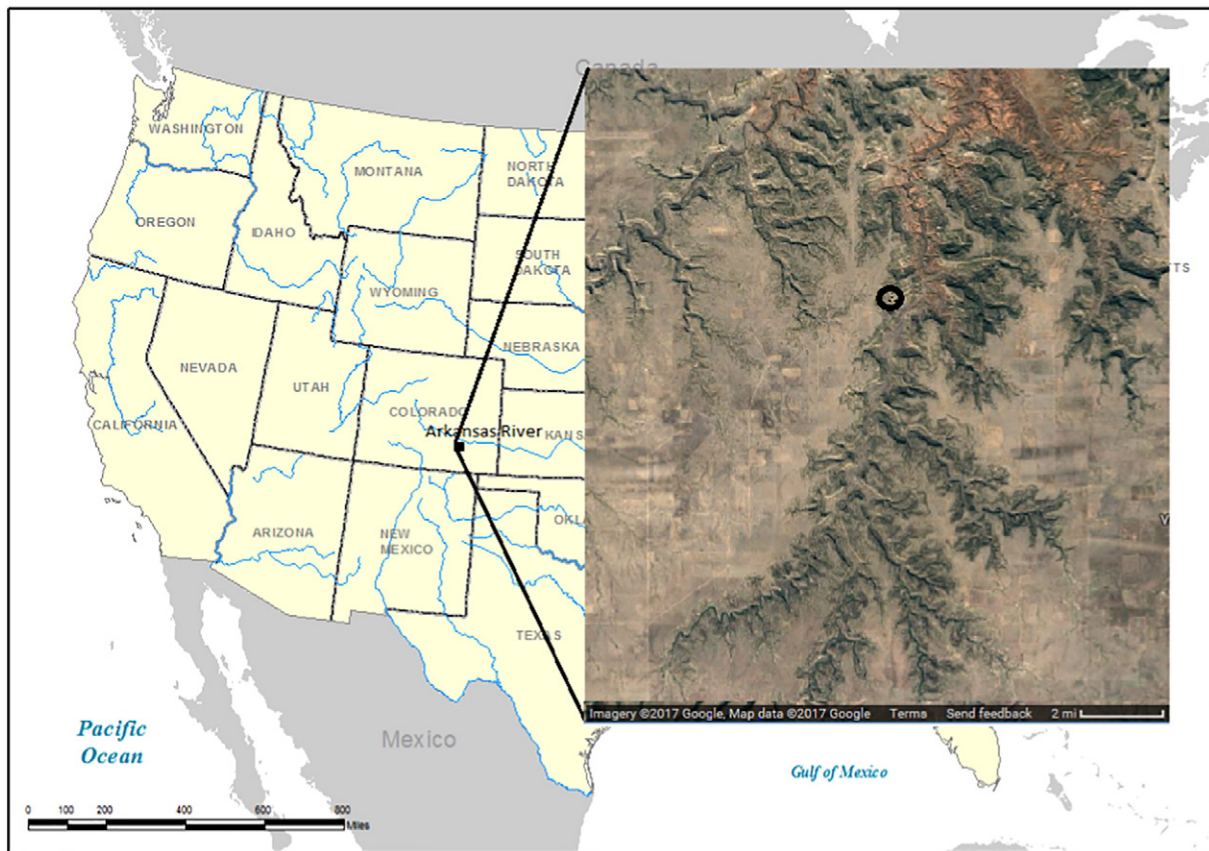 Canada
WASHINGTON
MONTANA
NORTH
DAKOTA
OREGON
IDAHO
SOUTH
DAKOTA
TTS
WYOMING
NEBRASKA
NEVADA
UTAH
COLORADO
CALIFORNIA
Arkansas River
KANS
ARIZONA
NEW
MEXICO
OKLA
TEXAS
Imagery ©2017 Google, Map data ©2017 Google Terms Send feedback 2 mi
Pacific
Ocean
Mexico
Gulf of Mexico
0 100 200 400 600 800
Miles